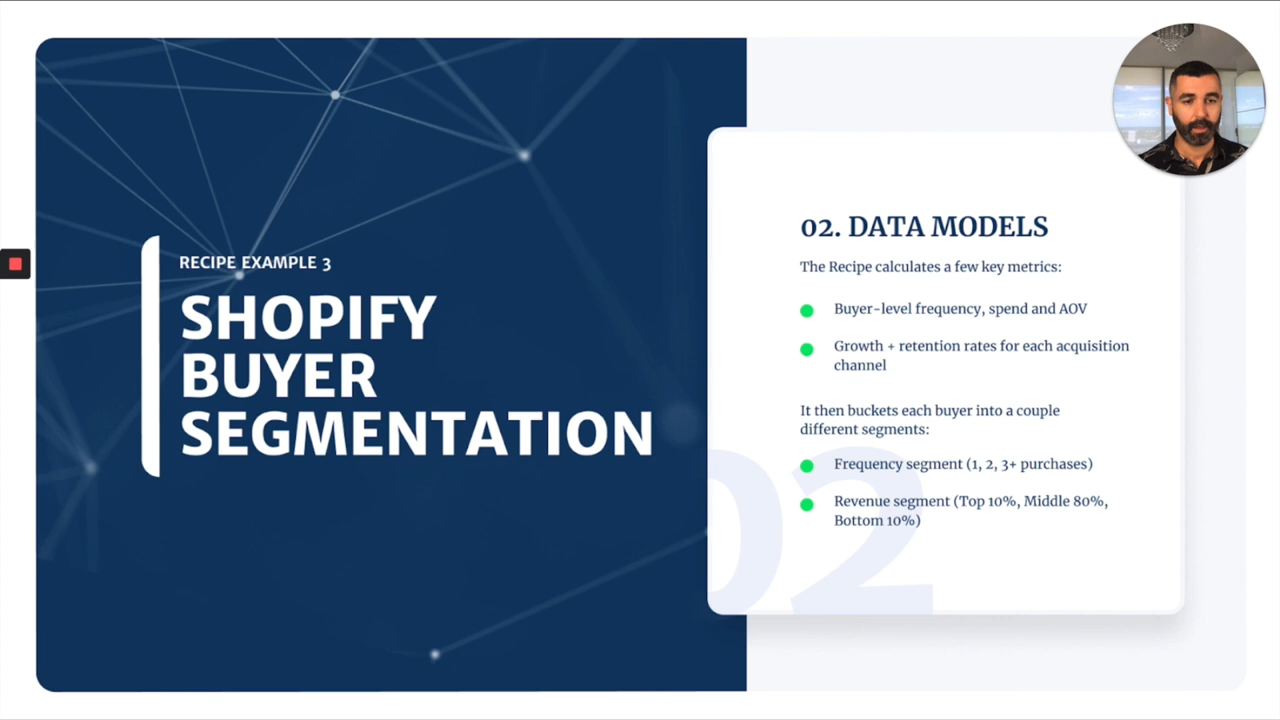 RECIPE EXAMPLE 3
SHOPIFY
BUYER
SEGMENTATION
02. DATA MODELS
The Recipe calculates a few key metrics:
Buyer-level frequency, spend and AOV
Growth + retention rates for each acquisition
channel
It then buckets each buyer into a couple
different segments:
Frequency segment (1, 2, 3+ purchases)
Revenue segment (Top 10%, Middle 80%,
Bottom 10%)
02